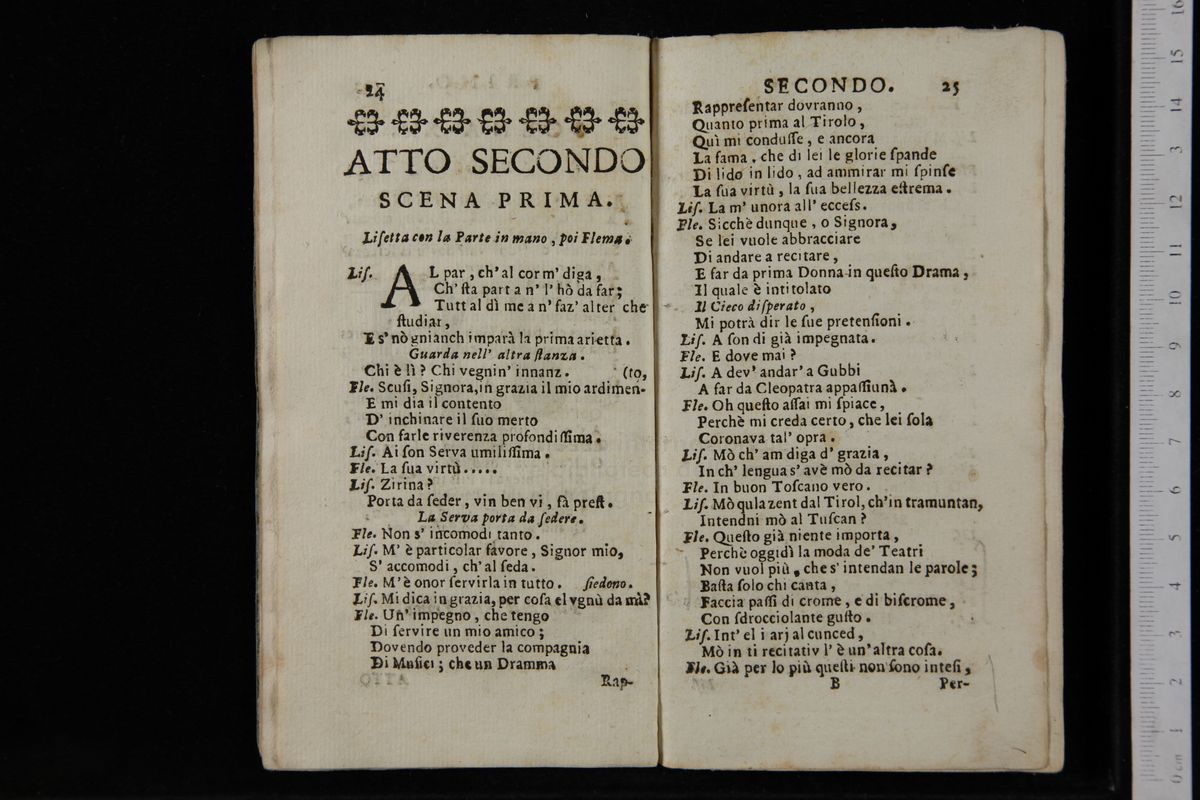 24
ATTO SECONDO
SCENA PRIMA.
Liſetta con la Parte in mano, poi Flema.
Liſ. AL par, ch'al cor m'diga,
Ch'ſta part a n'l'hò da far;
Tutt al dì me a n'faz'alter che
ſtudiar,
E s'nò gnianch imparà la prima arietta.
Guarda nell'altra ſtanza.
Chi è lì? Chi vegnin'innanz. (to,
Fle. Scuſi, Signora, in grazia il mio ardimen-
E mi dia il contento
D'inchinare il ſuo merto
Con farle riverenza profondiſſima.
Liſ. Ai ſon Serva umiliſſima.
Fle. La ſua virtù.....
Liſ. Zirina?
Porta da ſeder, vin ben vi, fà preſt.
La Serva porta da ſedere.
Fle. Non s'incomodi tanto.
Liſ. M'è particolar favore, Signor mio,
S'accomodi, ch'al ſeda.
Fle. M'è onor ſervirla in tutto. ſiedono.
Liſ. Mi dica in grazia, per coſa el vgnù da mì?
Fle. Un'impegno, che tengo
Di ſervire un mio amico;
Dovendo proveder la compagnia
Di Muſici; che un Dramma
Rap-
SECONDO. 25
Rappreſentar dovranno,
Quanto prima al Tirolo,
Quì mi conduſſe, e ancora
La fama, che di lei le glorie ſpande
Di lido in lido, ad ammirar mi ſpinſe
La ſua virtù, la ſua bellezza eſtrema.
Liſ. La m'unora all'ecceſs.
Fle. Sicchè dunque, o Signora,
Se lei vuole abbracciare
Di andare a recitare,
E far da prima Donna in queſto Drama,
Il quale è intitolato
Il Cieco diſperato,
Mi potrà dir le ſue pretenſioni.
Liſ. A ſon di già impegnata.
Fle. E dove mai?
Liſ. A dev'andar'a Gubbi
A far da Cleopatra appaſſiunà.
Fle. Oh queſto aſſai mi ſpiace,
Perchè mi creda certo, che lei ſola
Coronava tal'opra.
Liſ. Mò ch'am diga d'grazia,
In ch'lengua s'avè mò da recitar?
Fle. In buon Toſcano vero.
Liſ. Mò qula zent dal Tirol, ch'in tramuntan,
Intendni mò al Tuſcan?
Fle. Queſto già niente importa,
Perchè oggidì la moda de'Teatri
Non vuol più, che s'intendan le parole;
Baſta ſolo chi canta,
Faccia paſſi di crome, e di biſcrome,
Con ſdrocciolante guſto.
Liſ. Int'el i arj al cunced,
Mò in ti recitativ l'è un'altra coſa.
Fle. Già per lo più queſti non ſono inteſi,
B Per-